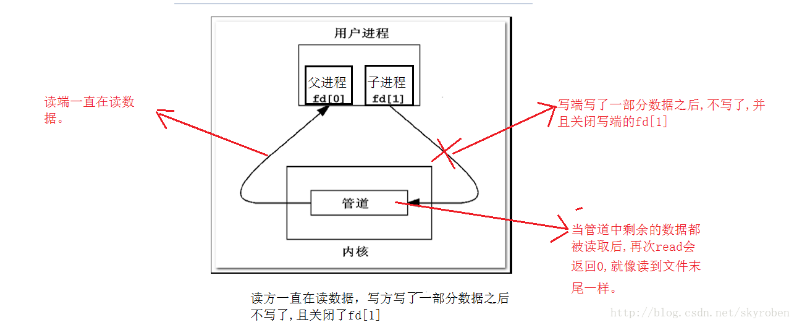 用户进程
父进程
fd[0]
子进程
fd[1]
读端一直在读数
据。
写端写了一部分数据之后,不写了,并
且关闭写端的fd[1]
管道
内核
当管道中剩余的数据都
被读取后,再次read会
返回0,就像读到文件末
尾一样。
读方一直在读数据，写方写了一部分数据之后
不写了,且关闭了fd[1]
http://blog.csdn.net/skyroben